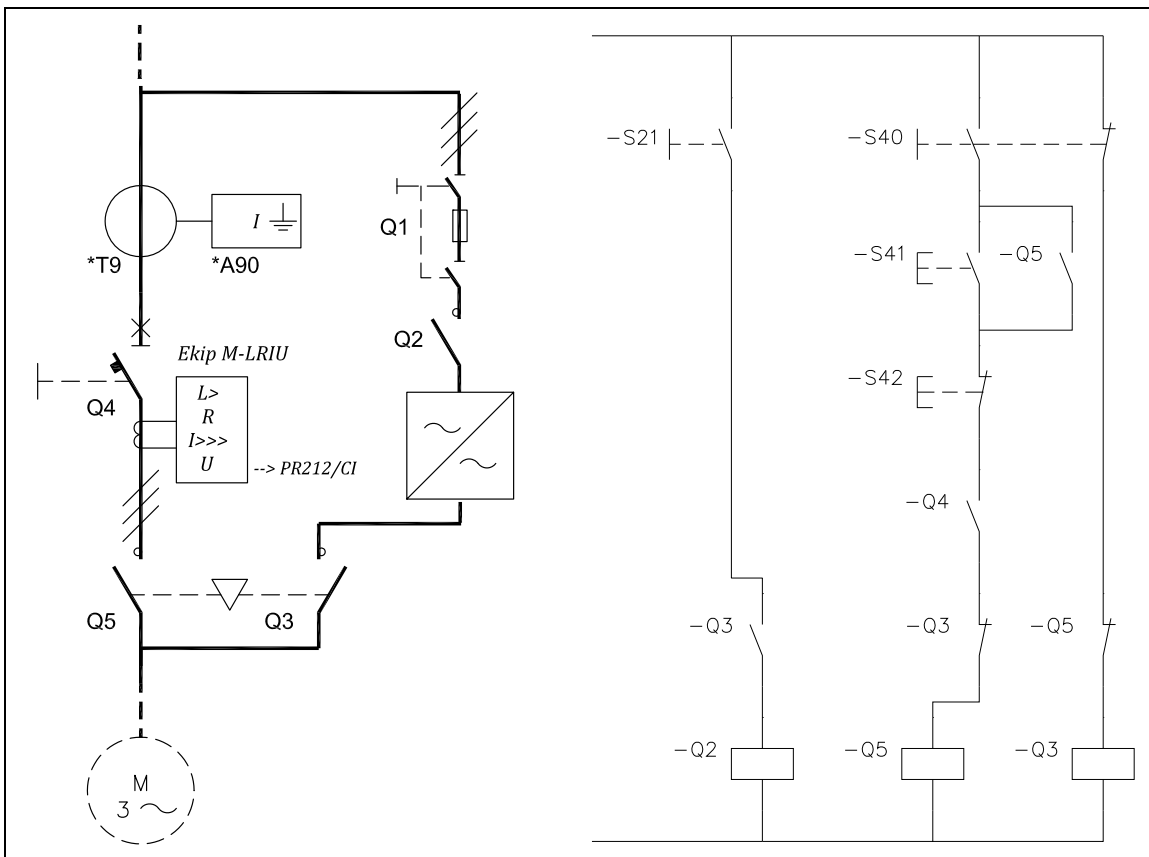 I
*T9
*A90
Q1
Q2
Ekip M-LRIU
Q4
L>
R
I>>>
U
--> PR212/CI
Q5
Q3
M
3 ~
-S21
-S40
-S41
-Q5
-S42
-Q4
-Q3
-Q3
-Q5
-Q2
-Q5
-Q3